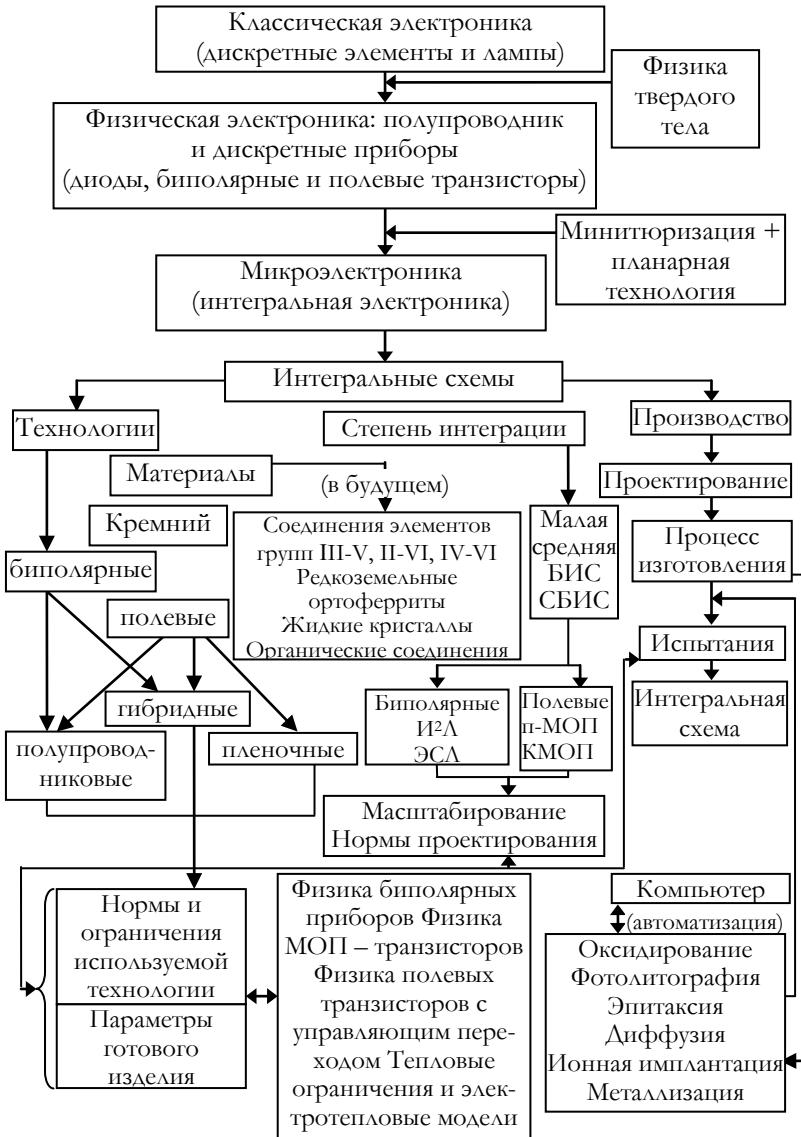 Классическая электроника
(дискретные элементы и лампы)
Физика
твердого
тела
Физическая электроника: полупроводник
и дискретные приборы
(диоды, биполярные и полевые транзисторы)
Минитюризация +
планарная
технология
Микроэлектроника
(интегральная электроника)
Интегральные схемы
Технологии
Степень интеграции
Производство
Материалы
(в будущем)
Проектирование
Кремний
Соединения элементов
групп III-V, II-VI, IV-VI
Редкоземельные
ортоферриты
Жидкие кристаллы
Органические соединения
Малая
средняя
БИС
СБИС
Процесс
изготовления
биполярные
полевые
Испытания
гибридные
Интегральная
схема
полупровод-
никовые
пленочные
Биполярные
И²Л
ЭСЛ
Полевые
п-МОП
КМОП
Масштабирование
Нормы проектирования
Нормы и
ограничения
используемой
технологии
Параметры
готового
изделия
Физика биполярных
приборов Физика
МОП – транзисторов
Физика полевых
транзисторов с
управляющим пере-
ходом Тепловые
ограничения и элек-
тротепловые модели
Компьютер
(автоматизация)
Оксидирование
Фотолитография
Эпитаксия
Диффузия
Ионная имплантация
Металлизация